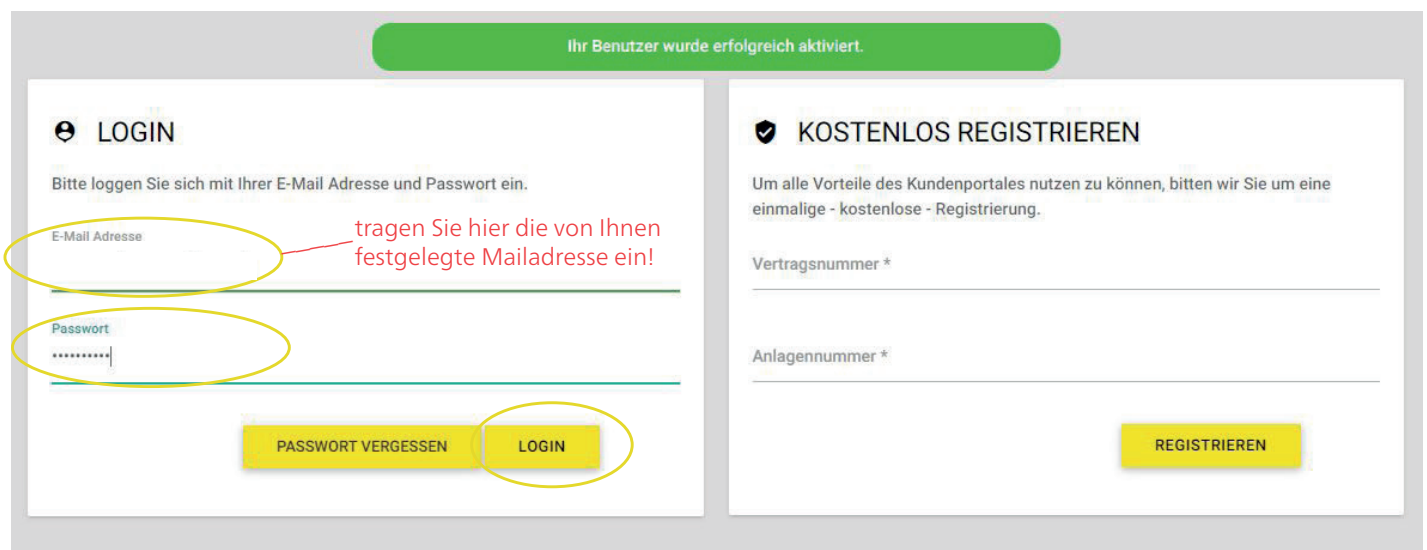 Ihr Benutzer wurde erfolgreich aktiviert.
LOGIN
Bitte loggen Sie sich mit Ihrer E-Mail Adresse und Passwort ein.
E-Mail Adresse
tragen Sie hier die von Ihnen
festgelegte Mailadresse ein!
Passwort
••••••••••
PASSWORT VERGESSEN
LOGIN
KOSTENLOS REGISTRIEREN
Um alle Vorteile des Kundenportales nutzen zu können, bitten wir Sie um eine
einmalige - kostenlose - Registrierung.
Vertragsnummer *
Anlagennummer *
REGISTRIEREN